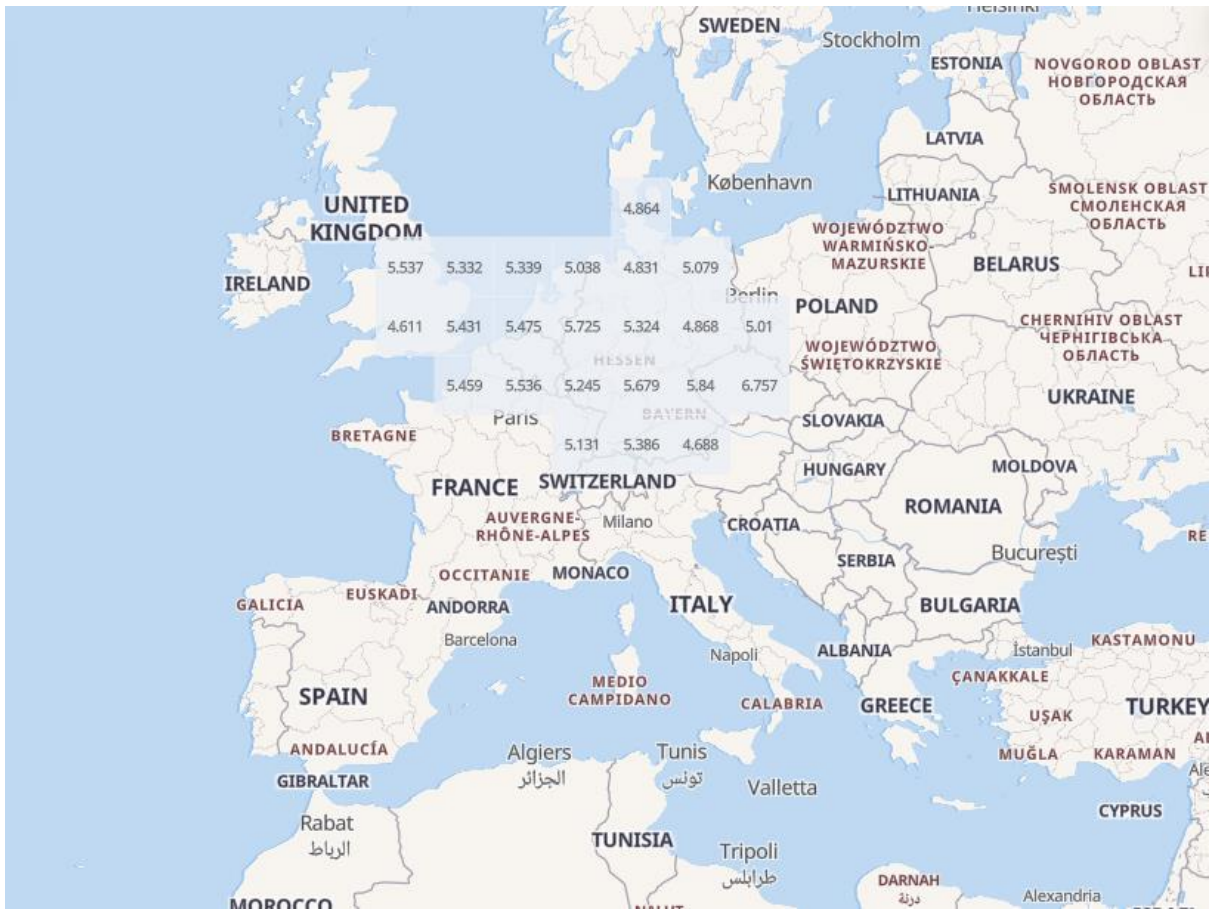 Helsinki
SWEDEN
Stockholm
ESTONIA
NOVGOROD OBLAST
НОВГОРОДСКАЯ
ОБЛАСТЬ
LATVIA
København
LITHUANIA
SMOLENSK OBLAST
СМОЛЕНСКАЯ
ОБЛАСТЬ
UNITED
KINGDOM
4.864
WOJEWÓDZTWO
WARMIŃSKO-
MAZURSKIE
BELARUS
IRELAND
5.537 5.332 5.339 5.038 4.831 5.079
Berlin
POLAND
4.611 5.431 5.475 5.725 5.324 4.868 5.01
CHERNIHIV OBLAST
ЧЕРНІГІВСЬКА
ОБЛАСТЬ
HESSEN
WOJEWÓDZTWO
ŚWIĘTOKRZYSKIE
5.459 5.536 5.245 5.679 5.84 6.757
UKRAINE
Paris
BAYERN
SLOVAKIA
BRETAGNE
5.131 5.386 4.688
HUNGARY
MOLDOVA
FRANCE
SWITZERLAND
ROMANIA
AUVERGNE-
RHÔNE-ALPES
Milano
CROATIA
București
SERBIA
OCCITANIE
MONACO
EUSKADI
GALICIA
ANDORRA
ITALY
BULGARIA
Barcelona
Napoli
ALBANIA
İstanbul
KASTAMONU
SPAIN
MEDIO
CAMPIDANO
CALABRIA
GREECE
ÇANAKKALE
UŞAK
TURKEY
ANDALUCÍA
Algiers
الجزائر
Tunis
تونس
MUĞLA
KARAMAN
GIBRALTAR
Valletta
CYPRUS
Rabat
الرباط
TUNISIA
Tripoli
طرابلس
DARNAH
درنة
Alexandria
MOROCCO
NALUT